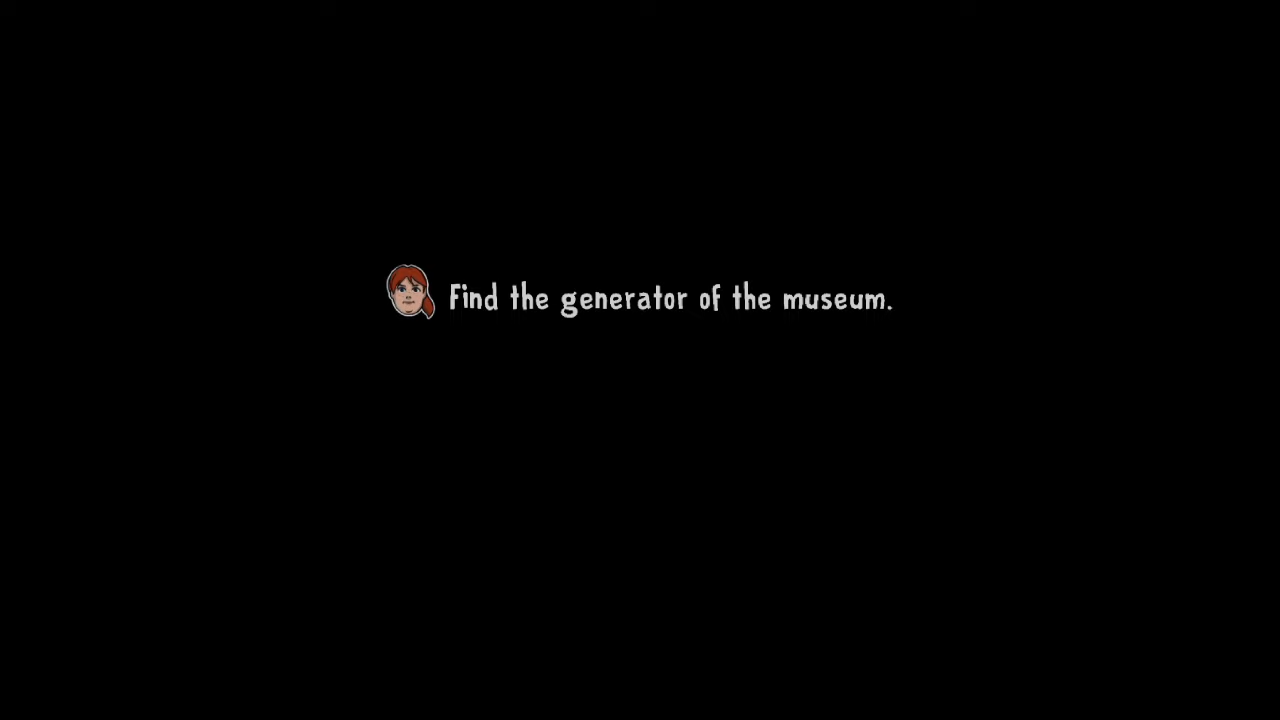 Find the generator of the museum.